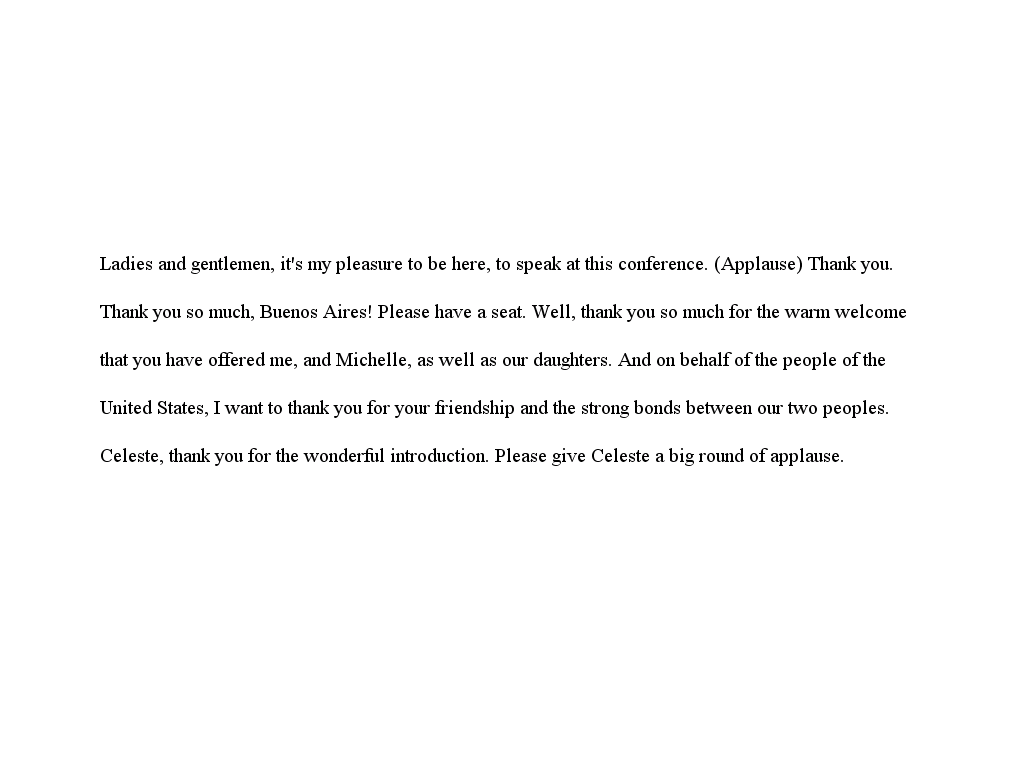 Ladies and gentlemen, it's my pleasure to be here, to speak at this conference. (Applause) Thank you.
Thank you so much, Buenos Aires! Please have a seat. Well, thank you so much for the warm welcome
that you have offered me, and Michelle, as well as our daughters. And on behalf of the people of the
United States, I want to thank you for your friendship and the strong bonds between our two peoples.
Celeste, thank you for the wonderful introduction. Please give Celeste a big round of applause.